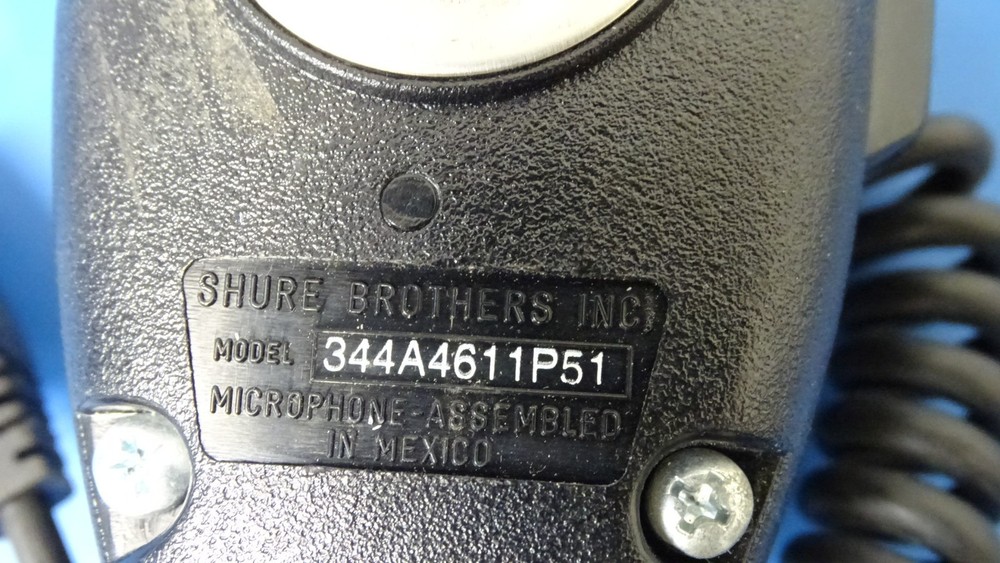 SHURE BROTHERS INC.
MODEL 344A4611P51
MICROPHONE-ASSEMBLED
IN MEXICO